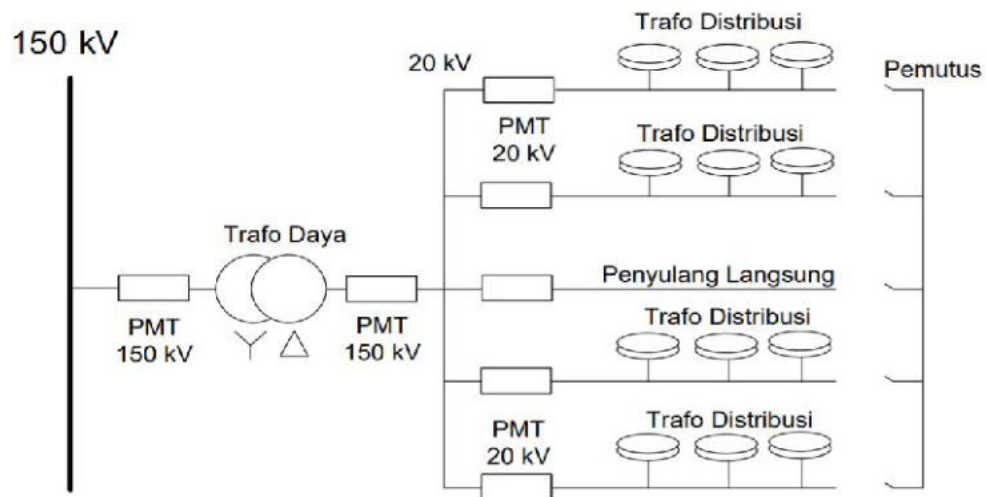 150 kV
20 kV
Trafo Distribusi
Pemutus
PMT
20 kV
Trafo Distribusi
Trafo Daya
PMT
150 kV
PMT
150 kV
Penyulang Langsung
Trafo Distribusi
PMT
20 kV
Trafo Distribusi